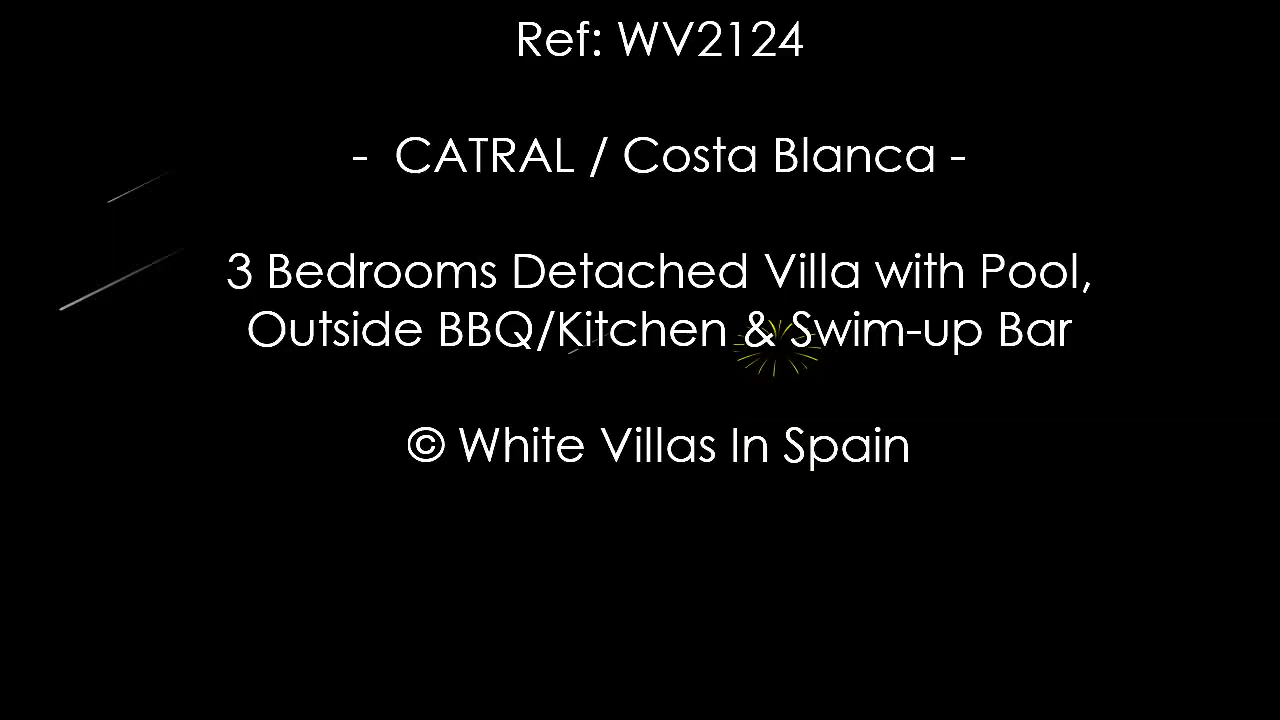 Ref: WV2124
- CATRAL / Costa Blanca -
3 Bedrooms Detached Villa with Pool,
Outside BBQ/Kitchen & Swim-up Bar
© White Villas In Spain